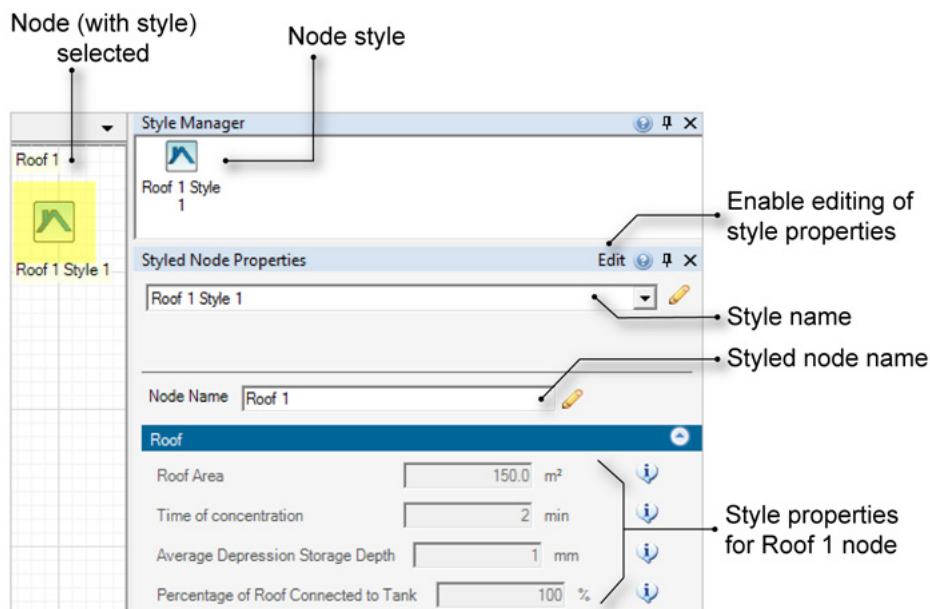 Node (with style)
selected
Node style
Style Manager
Roof 1
Roof 1 Style
1
Roof 1 Style 1
Enable editing of
style properties
Styled Node Properties
Edit
Roof 1 Style 1
Style name
Styled node name
Node Name
Roof 1
Roof
Roof Area
150.0 m²
Time of concentration
2 min
Average Depression Storage Depth
1 mm
Percentage of Roof Connected to Tank
100 %
Style properties
for Roof 1 node